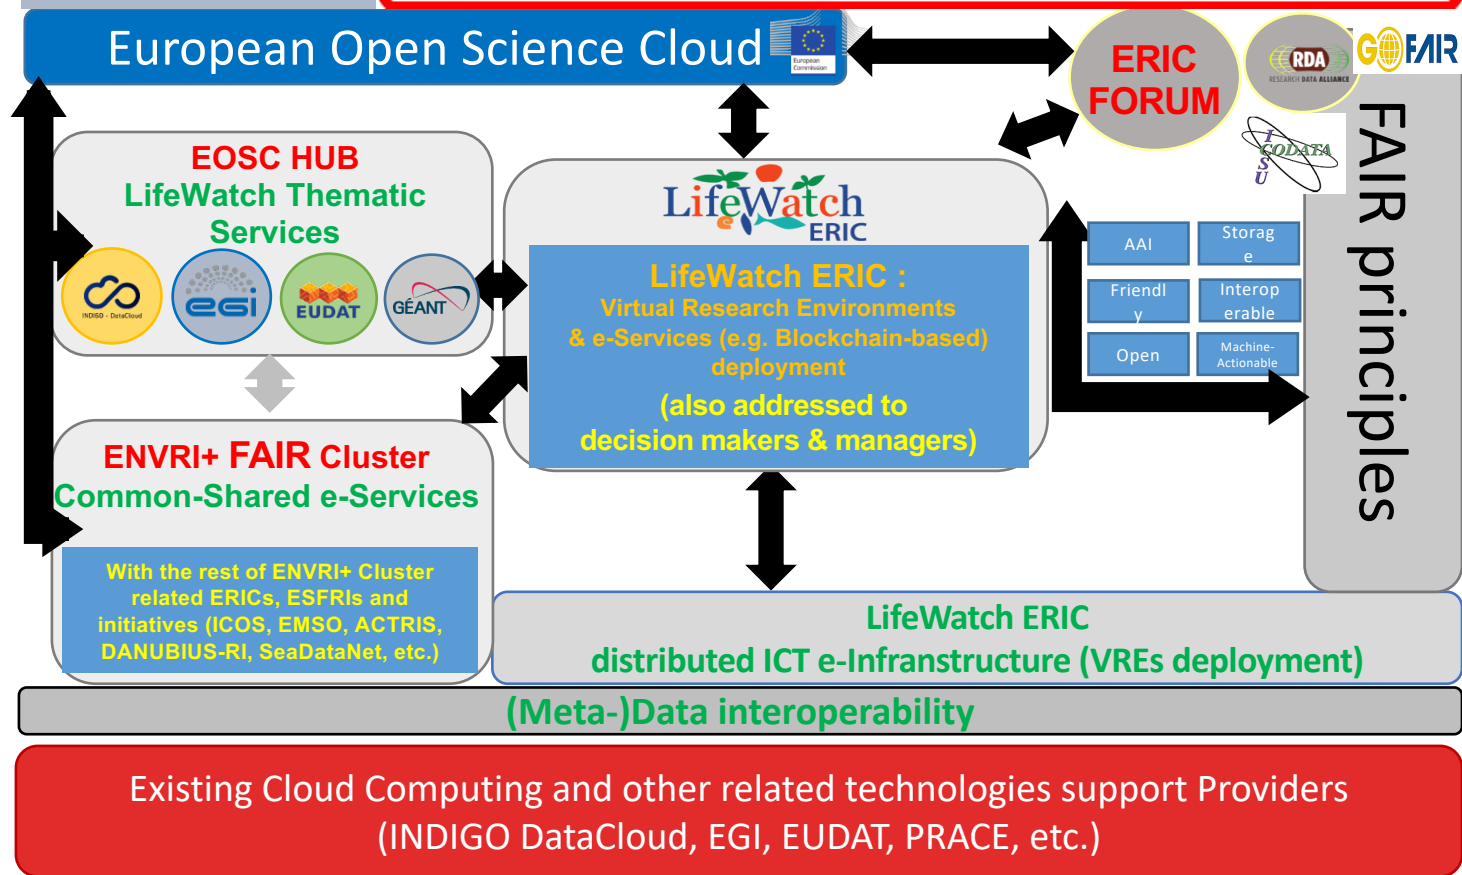 European Open Science Cloud
European
Commission
ERIC
FORUM
RDA
RESEARCH DATA ALLIANCE
GO FAIR
CODATA
ICSU
FAIR principles
EOSC HUB
LifeWatch Thematic
Services
INDIGO - DataCloud
egi
EUDAT
GÉANT
LifeWatch
ERIC
LifeWatch ERIC :
Virtual Research Environments
& e-Services (e.g. Blockchain-based)
deployment
(also addressed to
decision makers & managers)
AAI
Storag
e
Friendl
y
Interop
erable
Open
Machine-
Actionable
ENVRI+ FAIR Cluster
Common-Shared e-Services
With the rest of ENVRI+ Cluster
related ERICs, ESFRIs and
initiatives (ICOS, EMSO, ACTRIS,
DANUBIUS-RI, SeaDataNet, etc.)
LifeWatch ERIC
distributed ICT e-Infranstructure (VREs deployment)
(Meta-)Data interoperability
Existing Cloud Computing and other related technologies support Providers
(INDIGO DataCloud, EGI, EUDAT, PRACE, etc.)